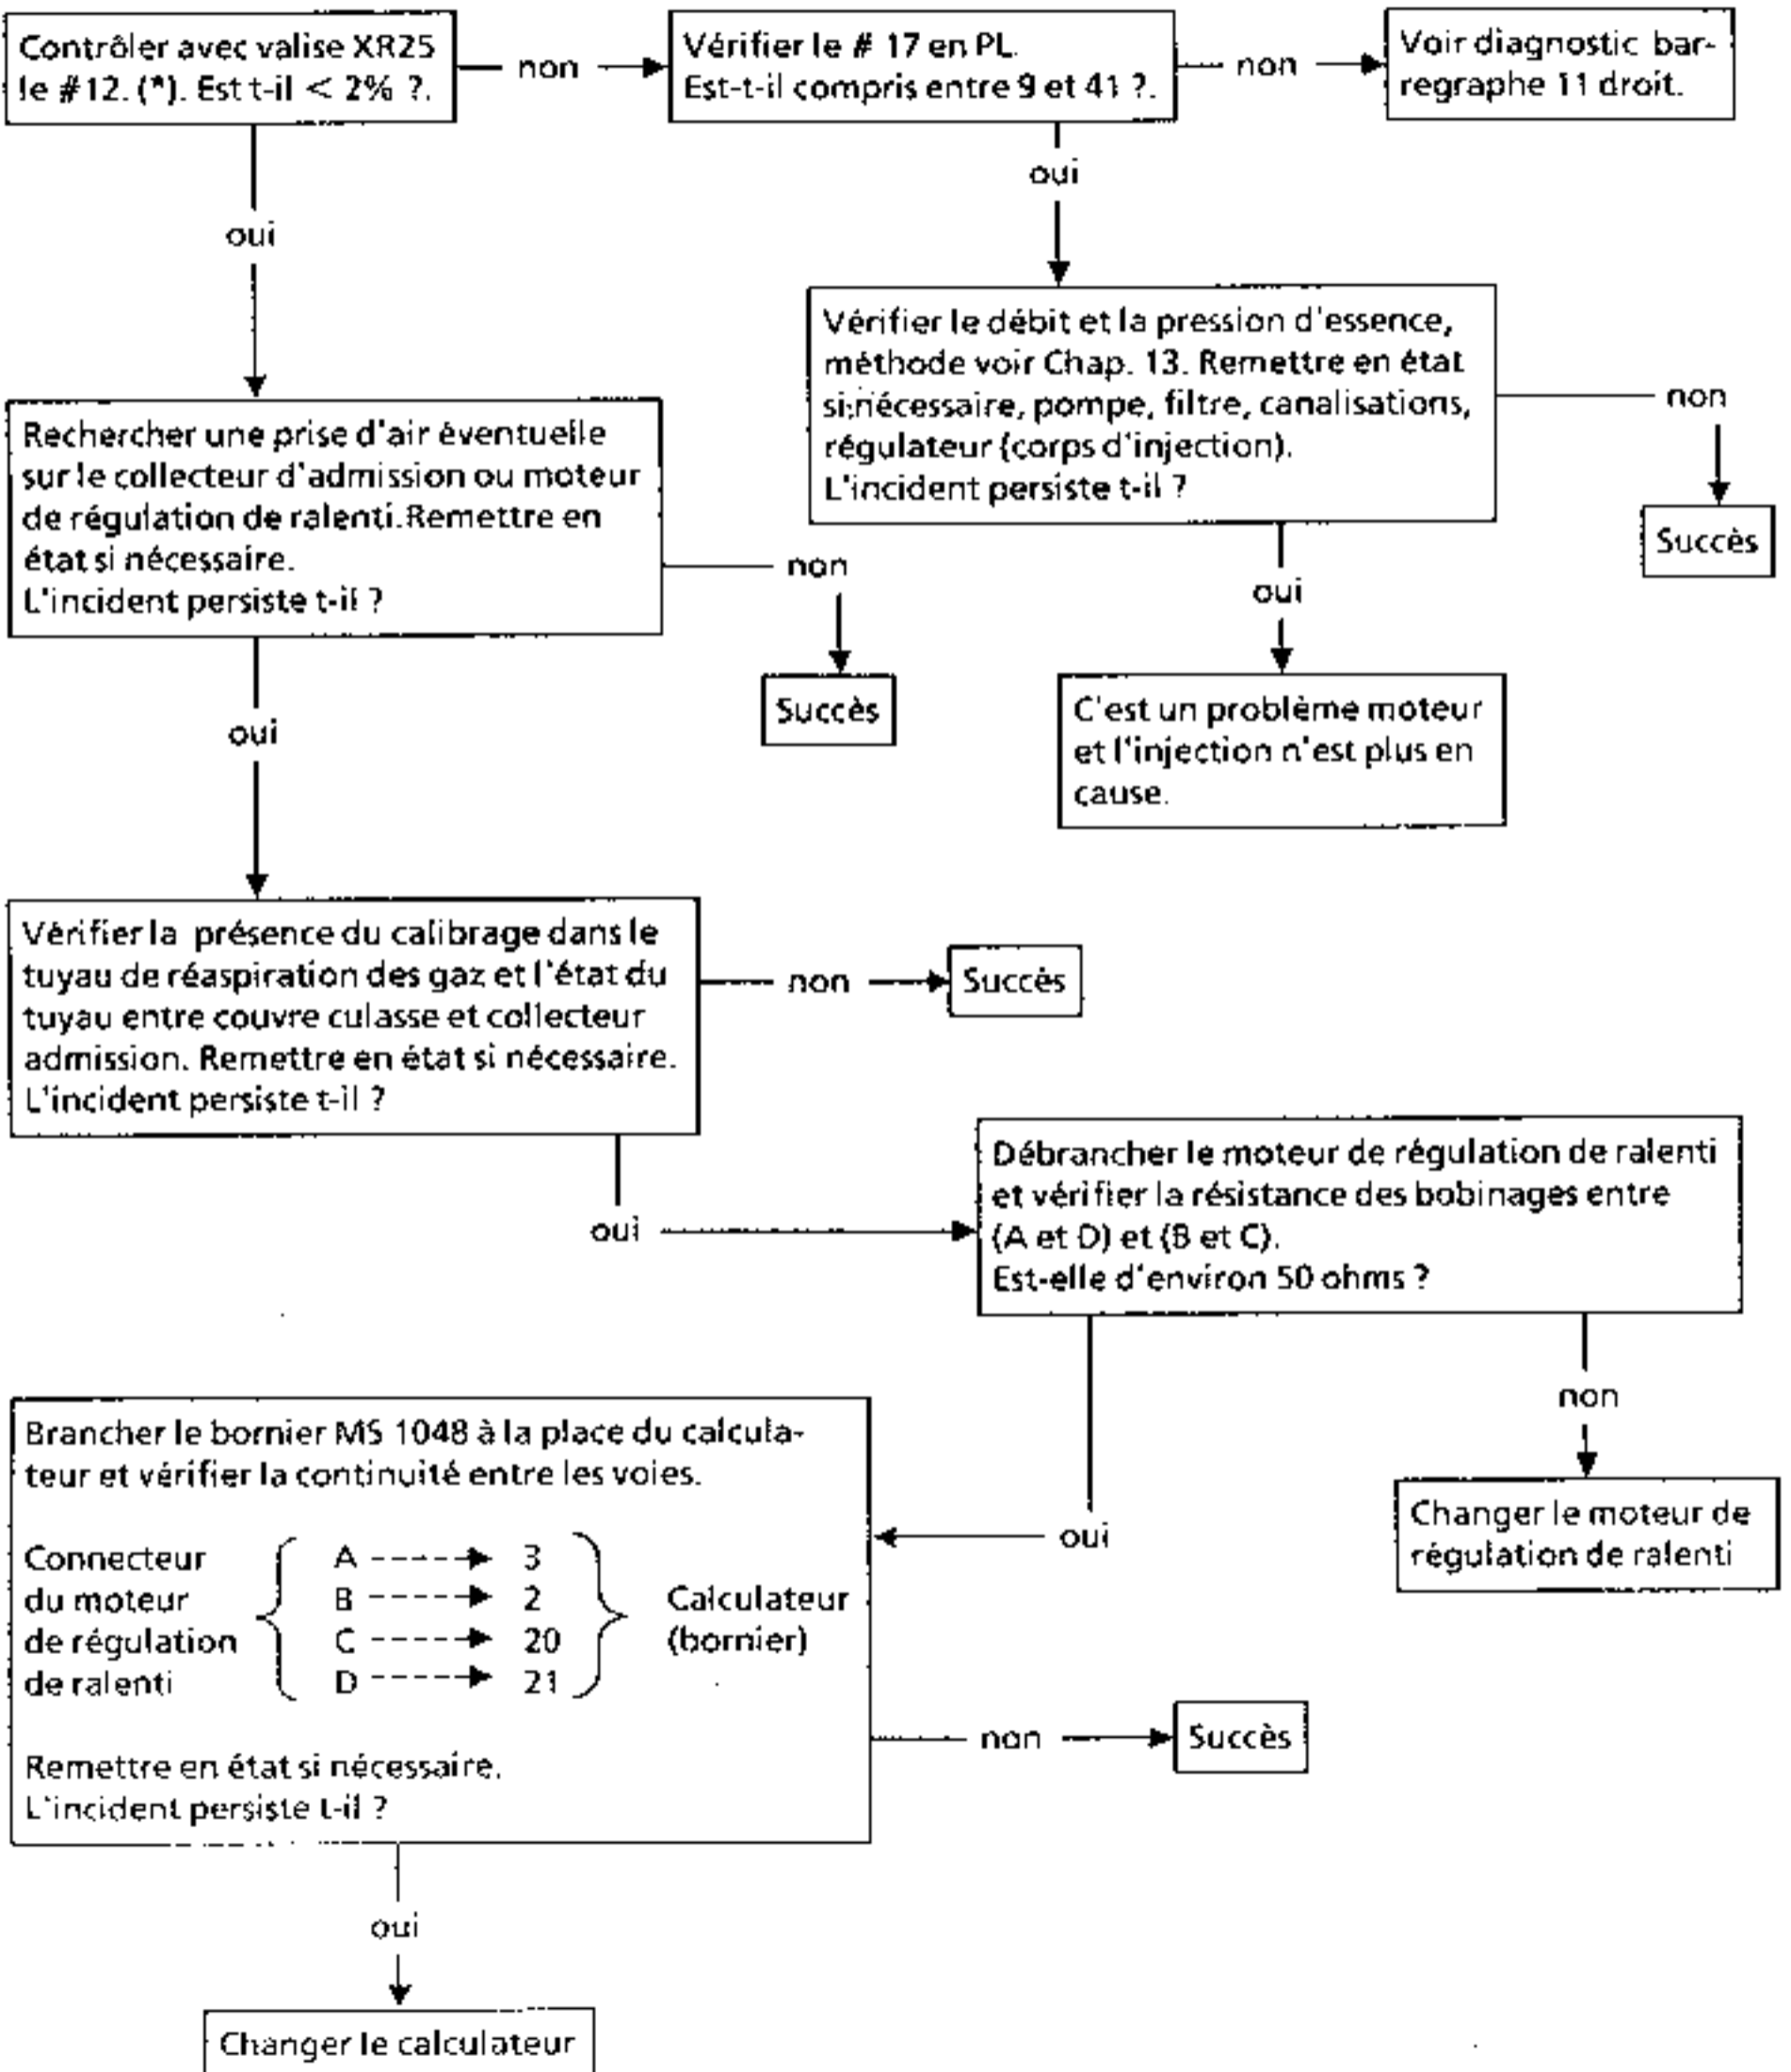 Contrôler avec valise XR25
le #12. (*). Est t-il < 2% ?.
non
Vérifier le # 17 en PL.
Est-t-il compris entre 9 et 41 ?.
non
Voir diagnostic bar-
regraphe 11 droit.
oui
oui
Vérifier le débit et la pression d'essence,
méthode voir Chap. 13. Remettre en état
si nécessaire, pompe, filtre, canalisations,
régulateur (corps d'injection).
L'incident persiste t-il ?
non
Succès
Rechercher une prise d'air éventuelle
sur le collecteur d'admission ou moteur
de régulation de ralenti. Remettre en
état si nécessaire.
L'incident persiste t-il ?
non
Succès
oui
C'est un problème moteur
et l'injection n'est plus en
cause.
oui
Vérifier la présence du calibrage dans le
tuyau de réaspiration des gaz et l'état du
tuyau entre couvre culasse et collecteur
admission. Remettre en état si nécessaire.
L'incident persiste t-il ?
non
Succès
oui
Débrancher le moteur de régulation de ralenti
et vérifier la résistance des bobinages entre
(A et D) et (B et C).
Est-elle d'environ 50 ohms ?
non
Changer le moteur de
régulation de ralenti
oui
Brancher le bornier MS 1048 à la place du calcula-
teur et vérifier la continuité entre les voies.
Connecteur
du moteur
de régulation
de ralenti
A 3
B 2
C 20
D 21
Calculateur
(bornier)
Remettre en état si nécessaire.
L'incident persiste t-il ?
non
Succès
oui
Changer le calculateur